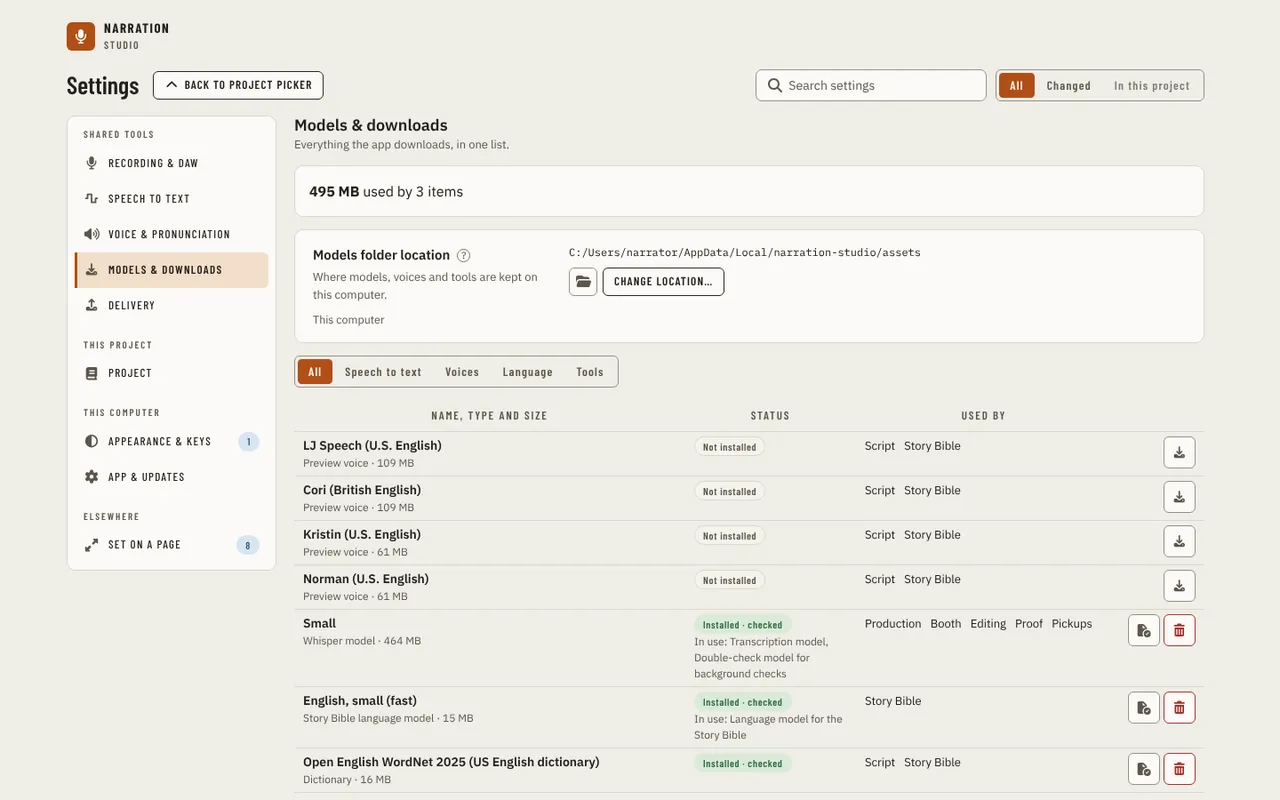 NARRATION
STUDIO
Settings
BACK TO PROJECT PICKER
Search settings
All
Changed
In this project
SHARED TOOLS
RECORDING & DAW
SPEECH TO TEXT
VOICE & PRONUNCIATION
MODELS & DOWNLOADS
DELIVERY
THIS PROJECT
PROJECT
THIS COMPUTER
APPEARANCE & KEYS 1
APP & UPDATES
ELSEWHERE
SET ON A PAGE 8
Models & downloads
Everything the app downloads, in one list.
495 MB used by 3 items
Models folder location ?
Where models, voices and tools are kept on
this computer.
This computer
C:/Users/narrator/AppData/Local/narration-studio/assets
CHANGE LOCATION…
All Speech to text Voices Language Tools
NAME, TYPE AND SIZE STATUS USED BY
LJ Speech (U.S. English) Not installed Script Story Bible
Preview voice · 109 MB
Cori (British English) Not installed Script Story Bible
Preview voice · 109 MB
Kristin (U.S. English) Not installed Script Story Bible
Preview voice · 61 MB
Norman (U.S. English) Not installed Script Story Bible
Preview voice · 61 MB
Small Installed · checked Production Booth Editing Proof Pickups
Whisper model · 464 MB
In use: Transcription model,
Double-check model for
background checks
English, small (fast) Installed · checked Story Bible
Story Bible language model · 15 MB
In use: Language model for the
Story Bible
Open English WordNet 2025 (US English dictionary) Installed · checked Script Story Bible
Dictionary · 16 MB